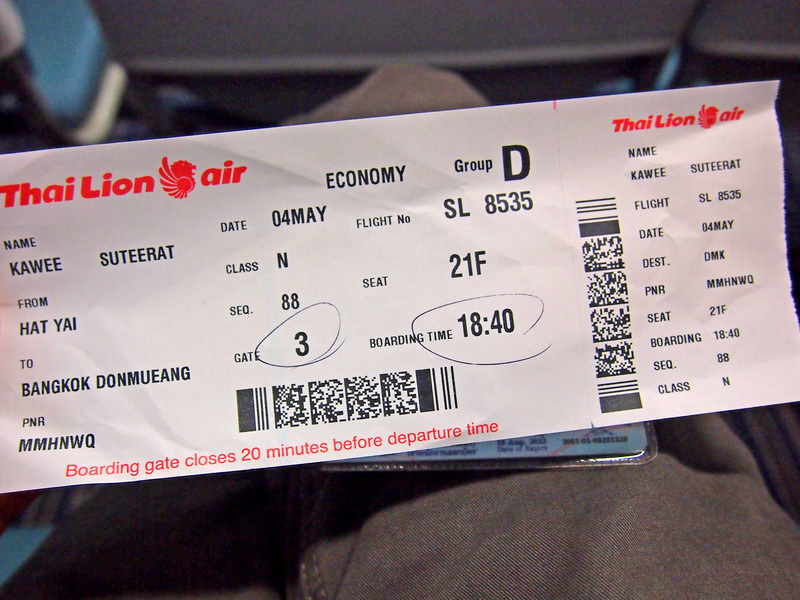 Thai Lion air
ECONOMY Group D
NAME DATE 04MAY FLIGHT No SL 8535
KAWEE SUTEERAT
CLASS N SEAT 21F
FROM
HAT YAI
SEQ. 88
GATE 3 BOARDING TIME 18:40
TO
BANGKOK DONMUEANG
PNR
MMHNWQ
Boarding gate closes 20 minutes before departure time
Thai Lion air
NAME
KAWEE SUTEERAT
FLIGHT SL 8535
DATE 04MAY
DEST. DMK
PNR MMHNWQ
SEAT 21F
BOARDING 18:40
SEQ. 88
CLASS N
Date of Expiry